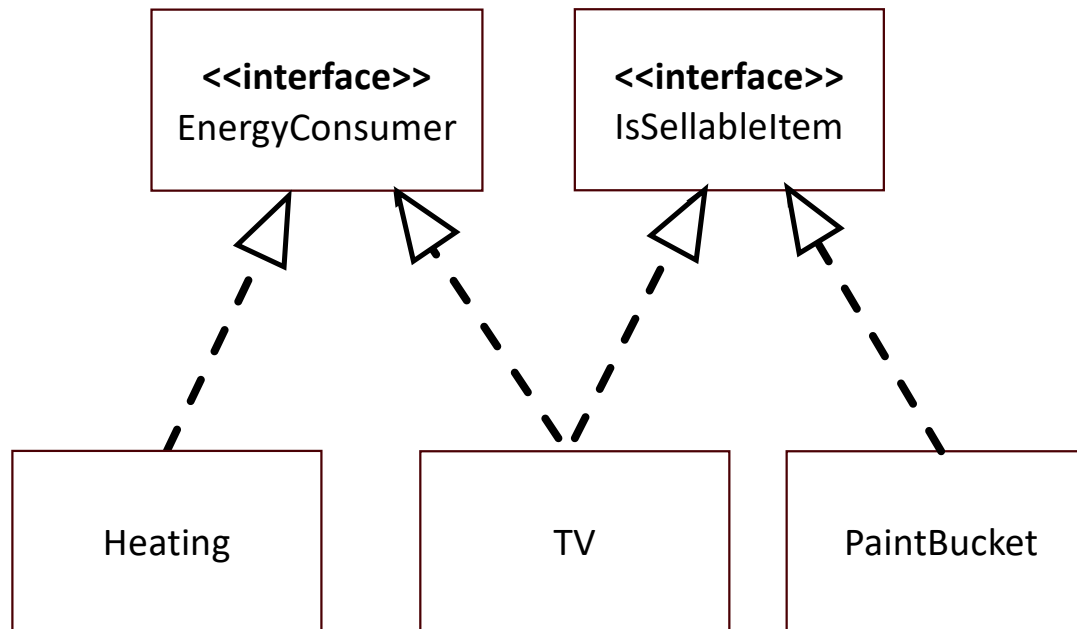 <<interface>>
EnergyConsumer
<<interface>>
IsSellableItem
Heating
TV
PaintBucket